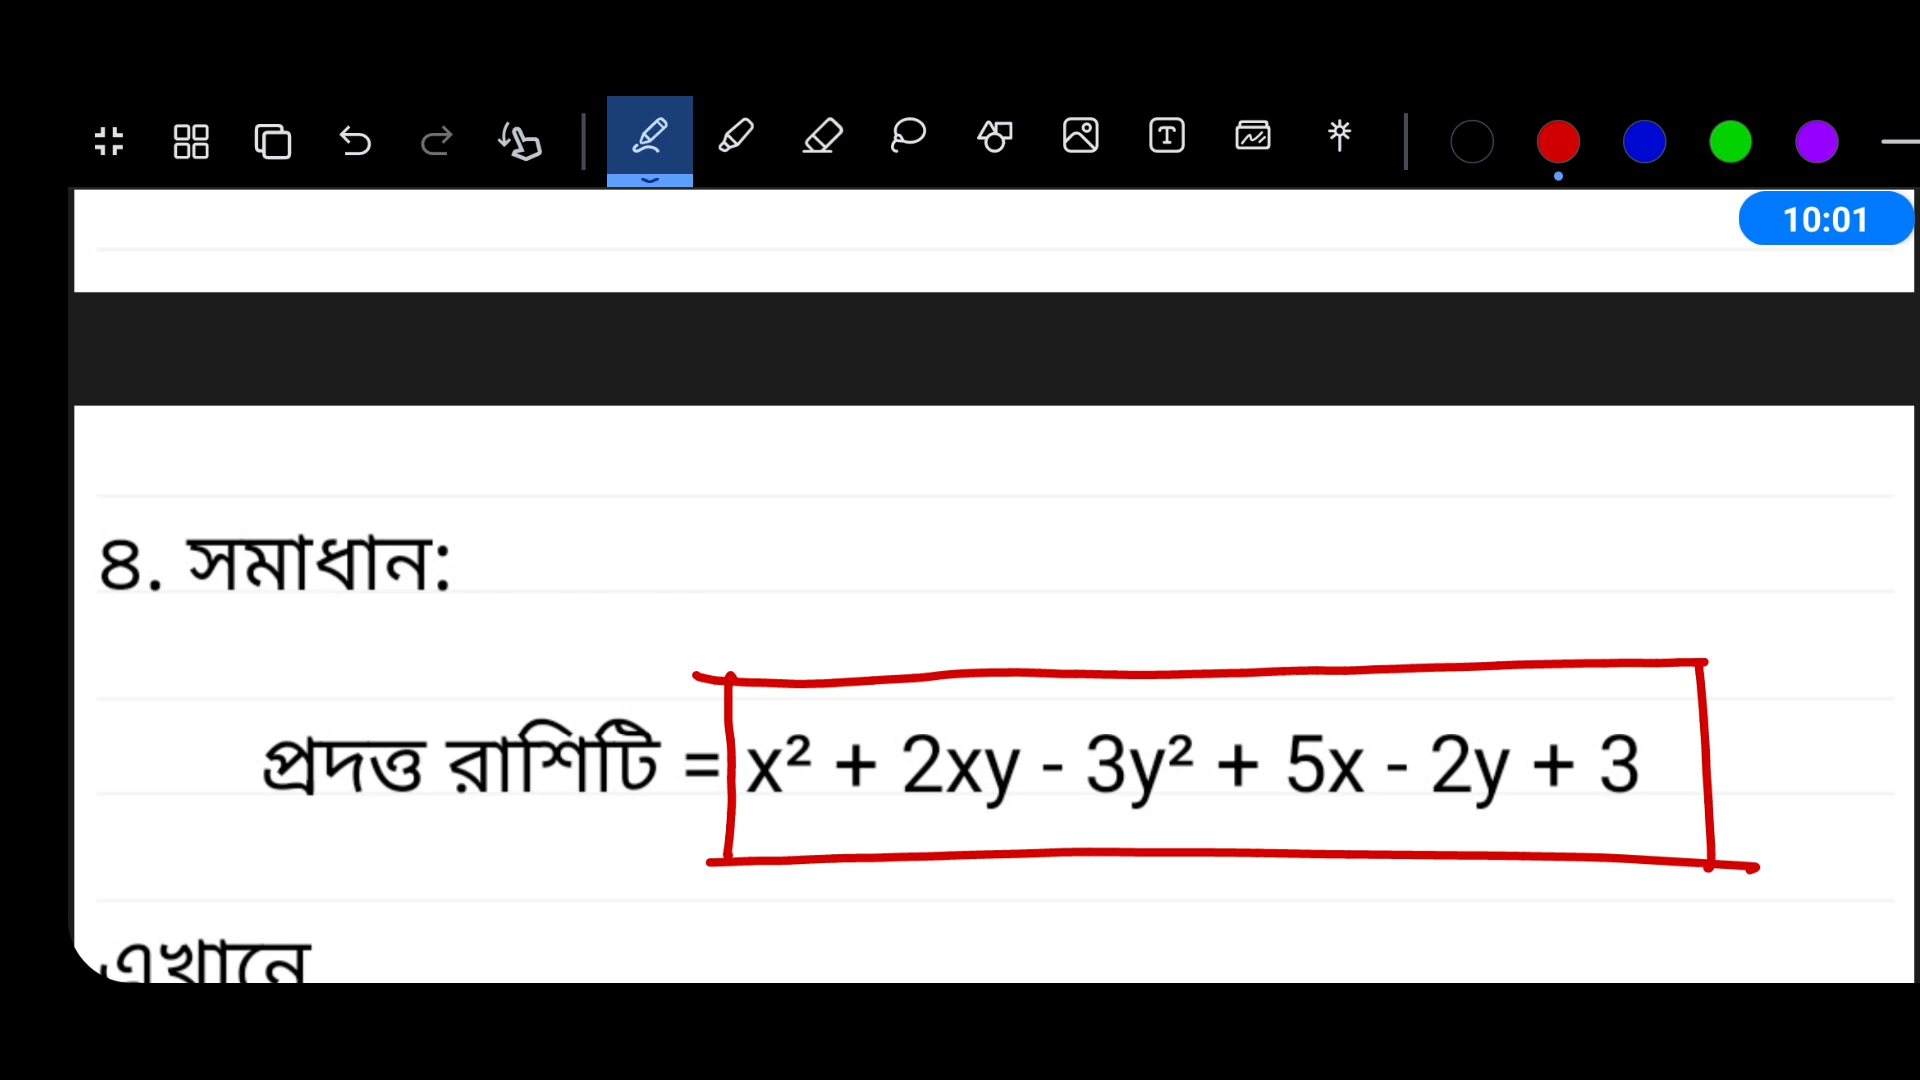 10:01
৪. সমাধান:
প্রদত্ত রাশিটি = x² + 2xy - 3y² + 5x - 2y + 3
এখানে